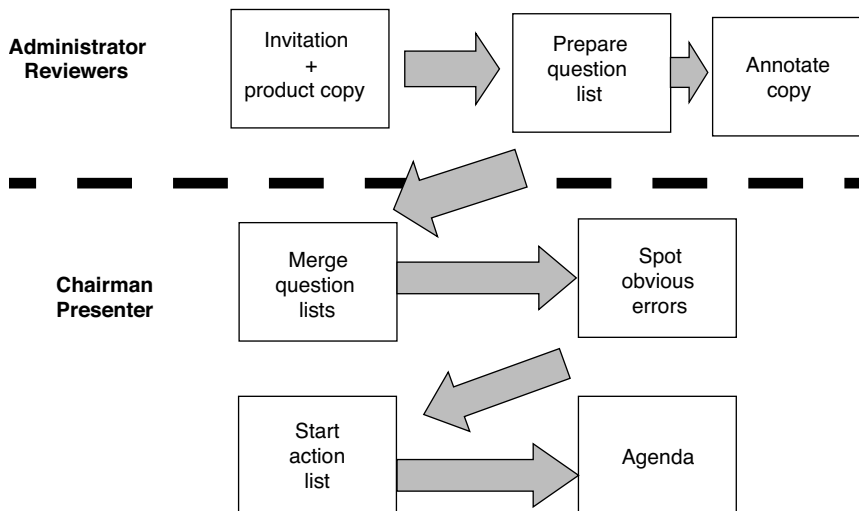 Administrator
Reviewers
Invitation
+
product copy
Prepare
question
list
Annotate
copy
Chairman
Presenter
Merge
question
lists
Spot
obvious
errors
Start
action
list
Agenda